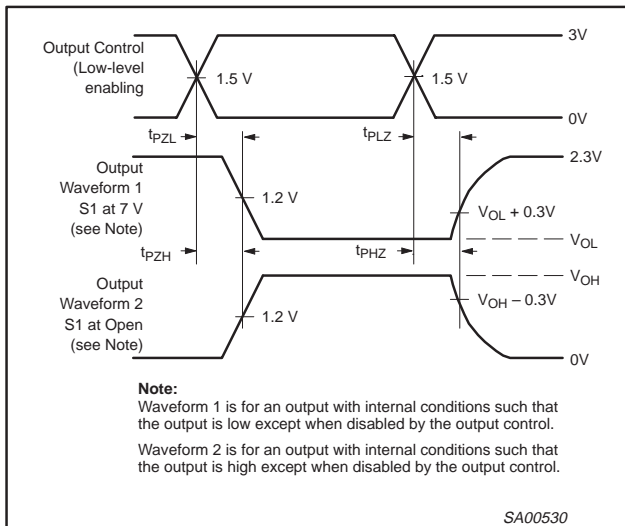 3V
Output Control
(Low-level
enabling
1.5 V
1.5 V
0V
tPZL
tPLZ
Output
Waveform 1
S1 at 7 V
(see Note)
2.3V
1.2 V
VOL + 0.3V
VOL
tPZH
tPHZ
VOH
Output
Waveform 2
S1 at Open
(see Note)
1.2 V
VOH – 0.3V
0V
Note:
Waveform 1 is for an output with internal conditions such that
the output is low except when disabled by the output control.
Waveform 2 is for an output with internal conditions such that
the output is high except when disabled by the output control.
SA00530